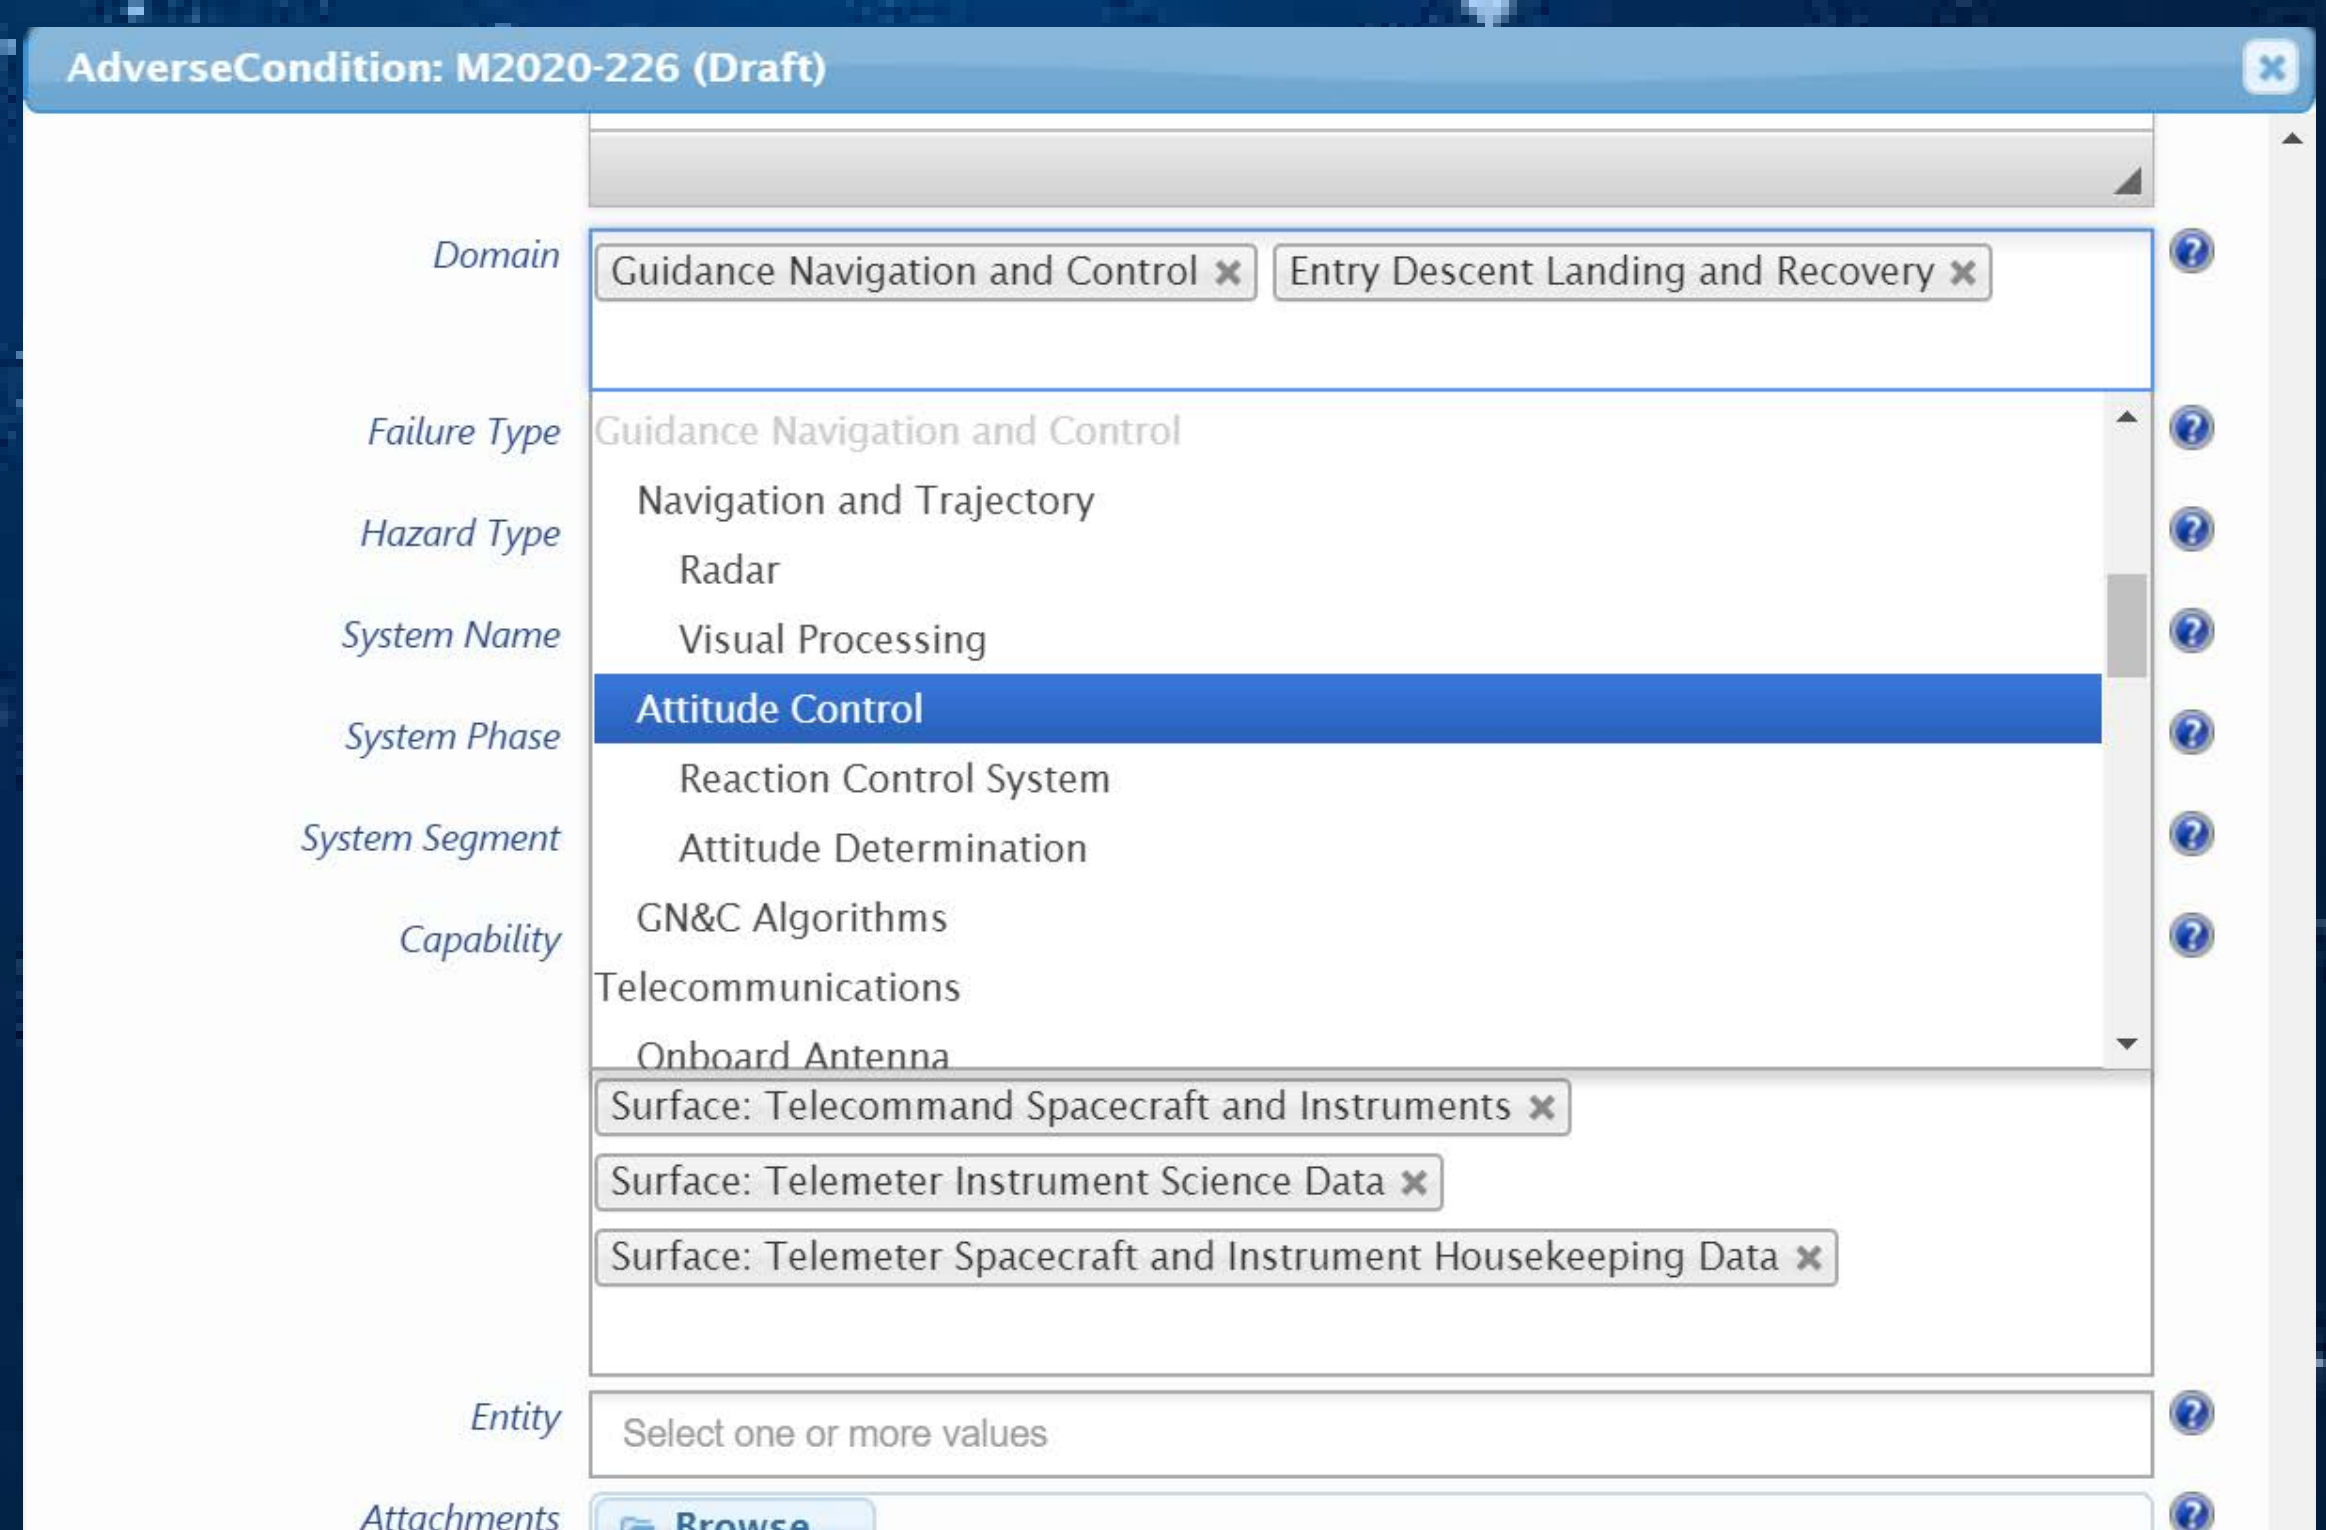 AdverseCondition: M2020-226 (Draft)
Domain
Guidance Navigation and Control
Entry Descent Landing and Recovery
Failure Type
Guidance Navigation and Control
Navigation and Trajectory
Hazard Type
Radar
System Name
Visual Processing
Attitude Control
System Phase
Reaction Control System
System Segment
Attitude Determination
GN&C Algorithms
Capability
Telecommunications
Onboard Antenna
Surface: Telecommand Spacecraft and Instruments
Surface: Telemeter Instrument Science Data
Surface: Telemeter Spacecraft and Instrument Housekeeping Data
Entity
Select one or more values
Attachments
Browse